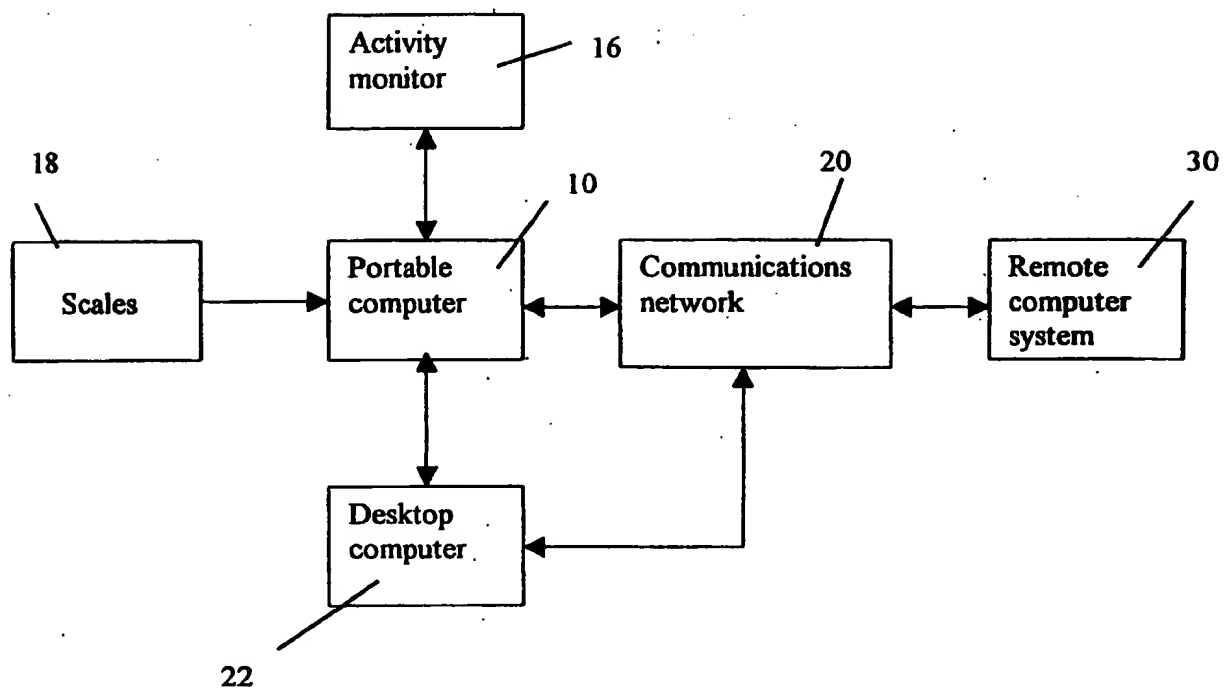 Activity
monitor
16
18
10
20
30
Scales
Portable
computer
Communications
network
Remote
computer
system
Desktop
computer
22